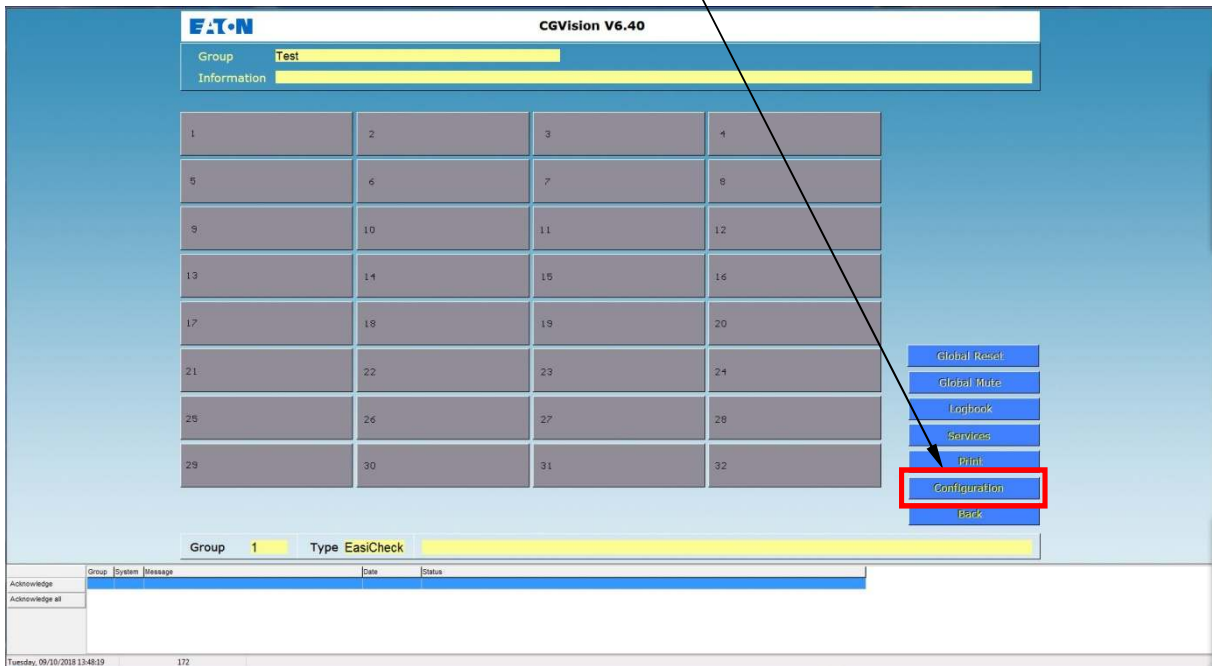 EATON
CGVision V6.40
Group Test
Information
1 2 3 4
5 6 7 8
9 10 11 12
13 14 15 16
17 18 19 20
21 22 23 24
25 26 27 28
29 30 31 32
Global Reset
Global Mute
Logbook
Services
Print
Configuration
Back
Group 1 Type EasiCheck
Group System Message Date Status
Acknowledge
Acknowledge all
Tuesday, 09/10/2018 13:48:19 172